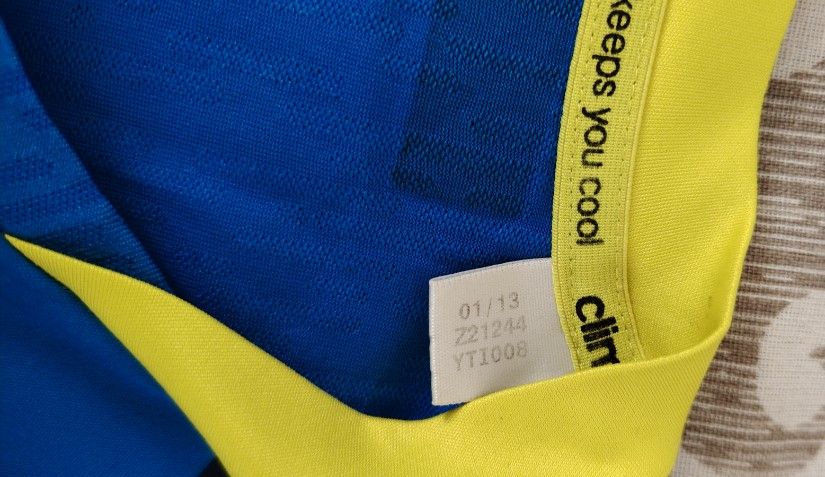 keeps you cool
clim
01/13
Z21244
YTI008